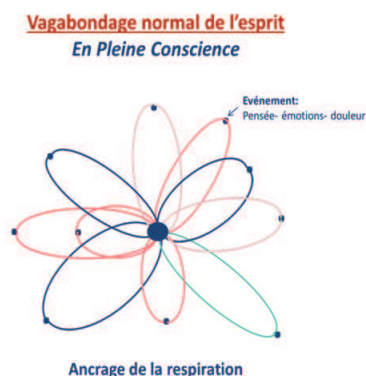 Vagabondage normal de l'esprit
En Pleine Conscience
Evénement:
Pensée- émotions- douleur
Ancrage de la respiration